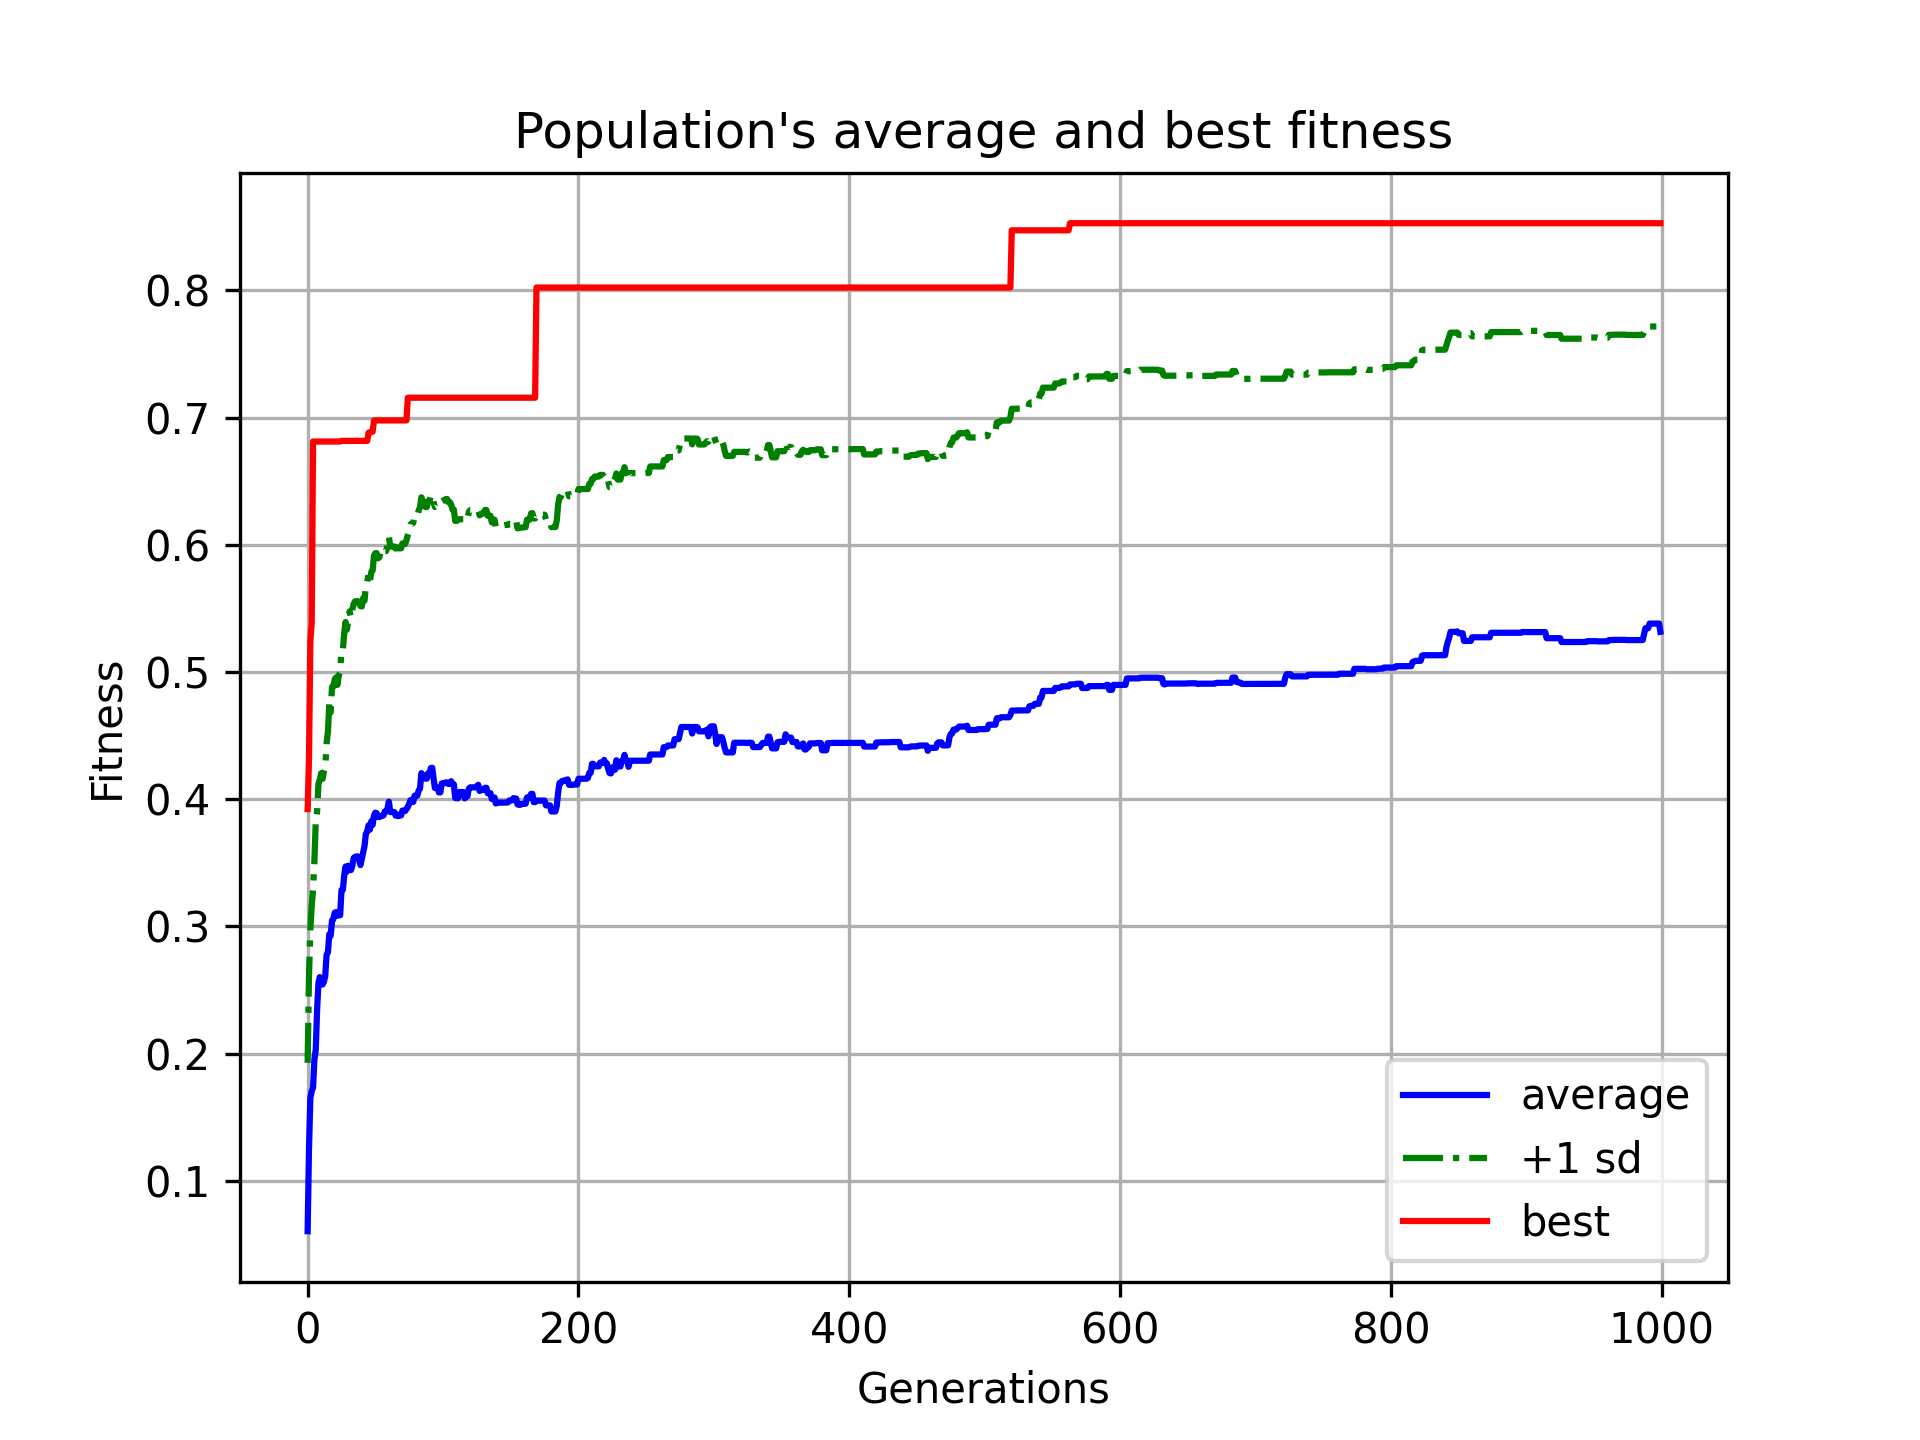 Population's average and best fitness
Fitness
0.8
0.7
0.6
0.5
0.4
0.3
0.2
0.1
0 200 400 600 800 1000
Generations
average
+1 sd
best